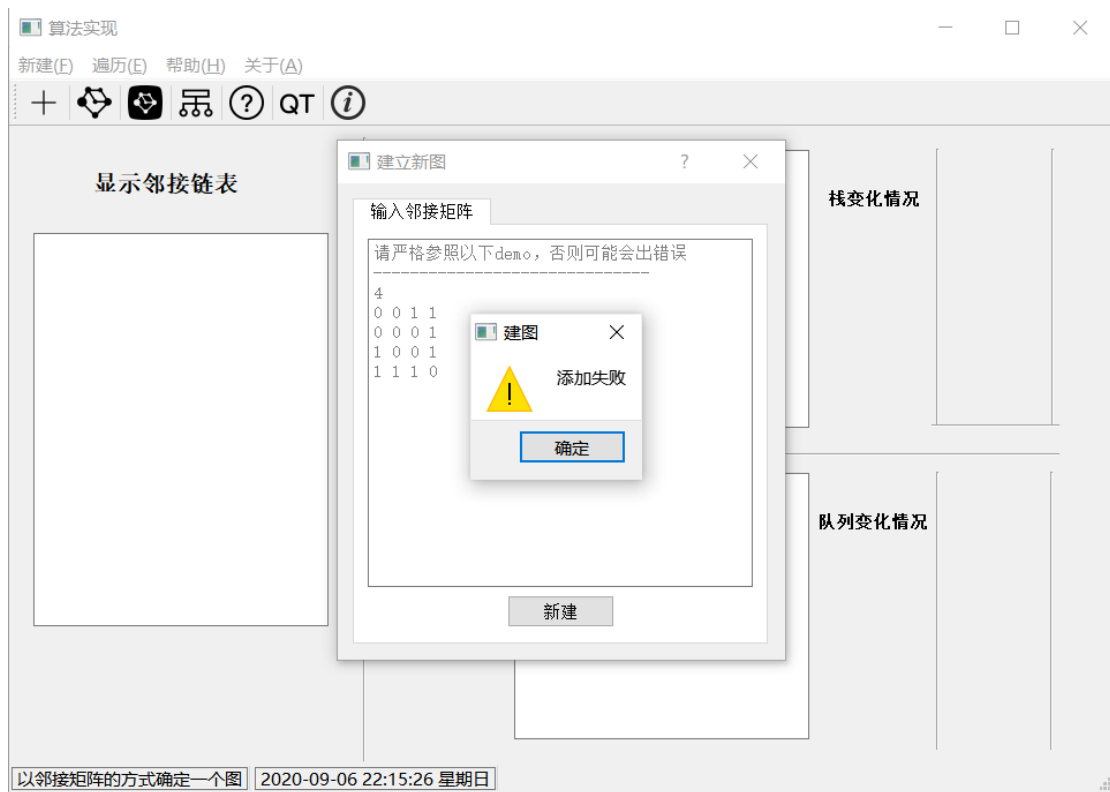 算法实现
新建(F) 遍历(E) 帮助(H) 关于(A)
QT
显示邻接链表
建立新图
输入邻接矩阵
请严格参照以下demo，否则可能会出错误
------------------------------
4
0 0 1 1
0 0 0 1
1 0 0 1
1 1 1 0
建图
添加失败
确定
新建
栈变化情况
队列变化情况
以邻接矩阵的方式确定一个图 2020-09-06 22:15:26 星期日